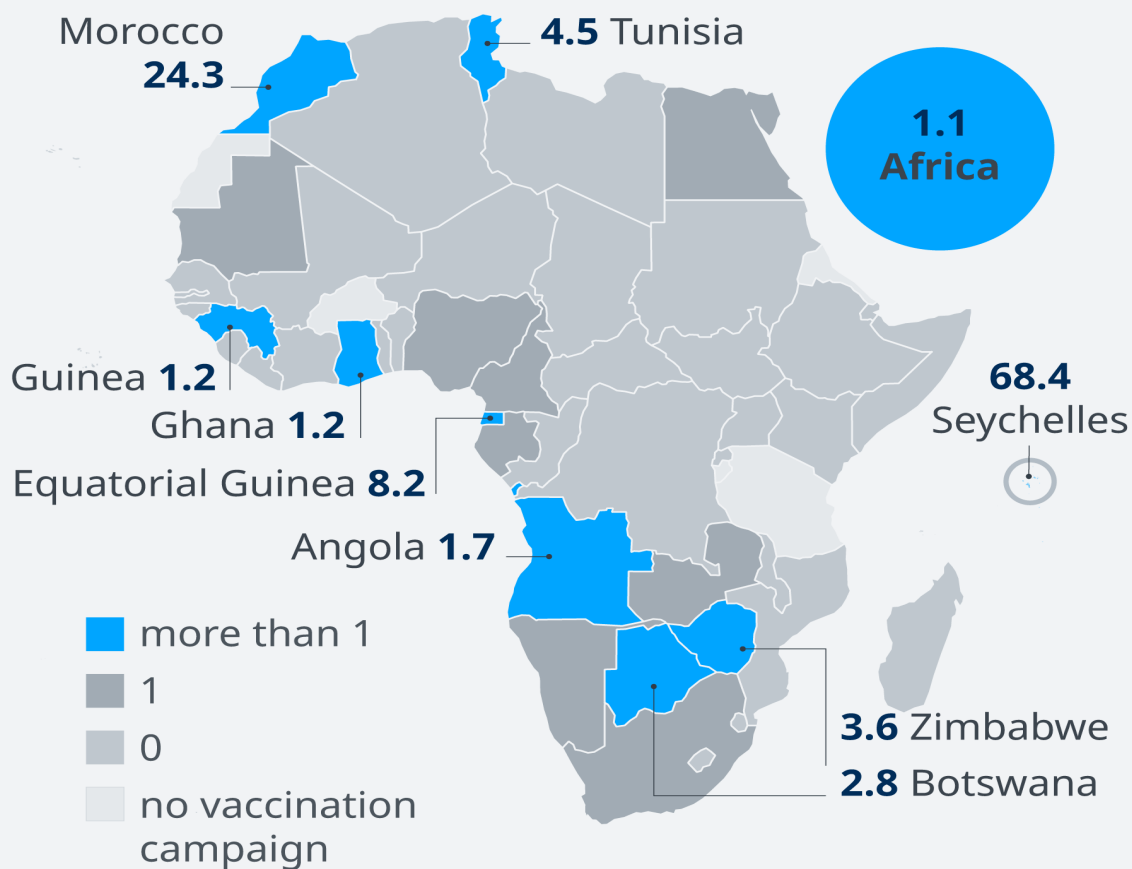 Morocco
24.3
4.5 Tunisia
1.1
Africa
Guinea 1.2
Ghana 1.2
Equatorial Guinea 8.2
Angola 1.7
68.4
Seychelles
more than 1
1
0
no vaccination
campaign
3.6 Zimbabwe
2.8 Botswana